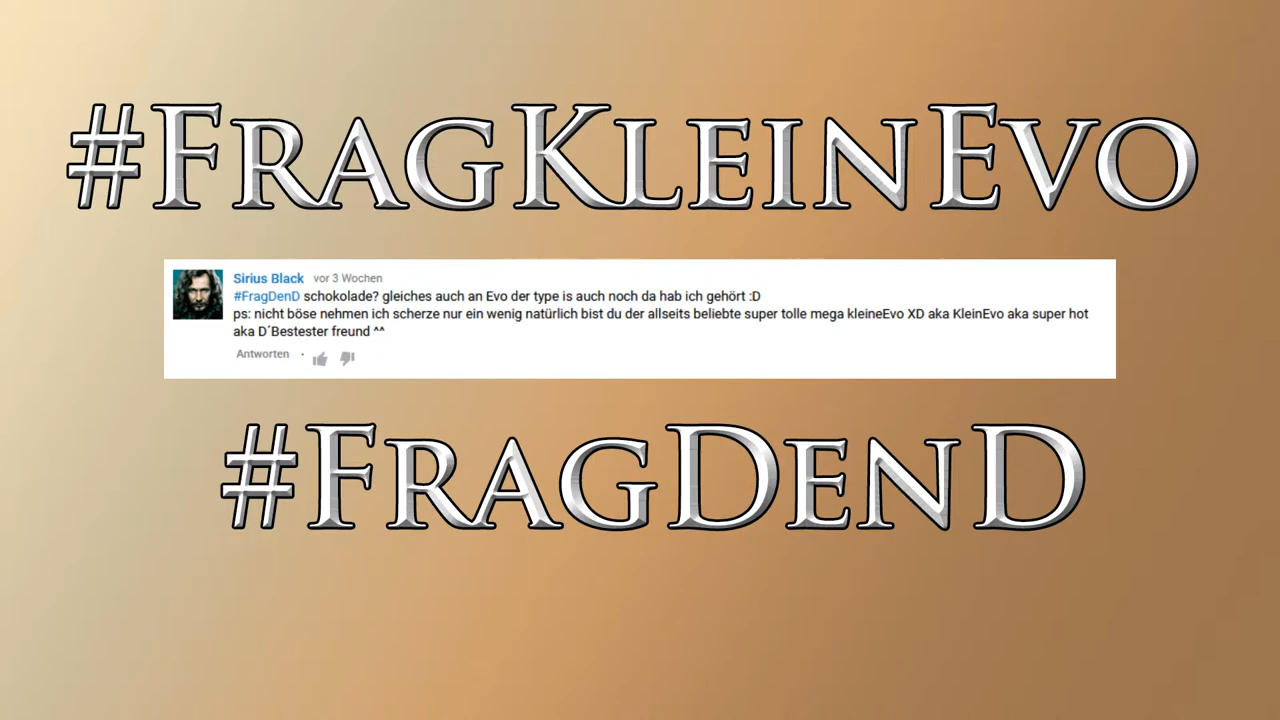 #FragKleinEvo
Sirius Black vor 3 Wochen
#FragDenD schokolade? gleiches auch an Evo der type is auch noch da hab ich gehört :D
ps: nicht böse nehmen ich scherze nur ein wenig natürlich bist du der allseits beliebte super tolle mega kleineEvo XD aka KleinEvo aka super hot
aka D´Bestester freund ^^
Antworten ·
#FragDenD